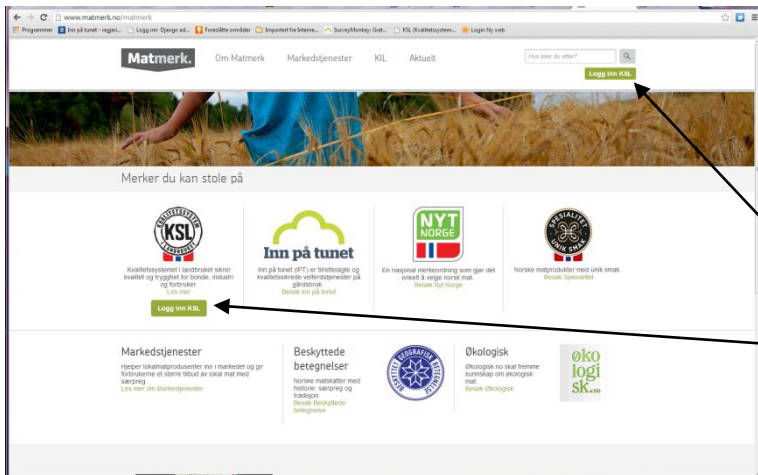 www.matmerk.no/matmerk
Programmer Inn på tunet - regjeri... Logg inn Django ad... Foreslåtte områder Importert fra Interne... SurveyMonkey- Grat... KSL (Kvalitetssystem... Login Ny web
Matmerk. Om Matmerk Markedstjenester KIL Aktuelt Hva leter du etter?
Logg inn KSL
Merker du kan stole på
KVALITETSSYSTEM
KSL
I LANDBRUKET
Kvalitetssystemet i landbruket sikrer
kvalitet og trygghet for bonde, industri
og forbruker
Les mer
Logg inn KSL
Inn på tunet
Inn på tunet (IPT) er tilrettelagte og
kvalitetssikrede velferdstjenester på
gårdsbruk.
Besøk inn på tunet
NYT
NORGE
En nasjonal merkeordning som gjør det
enkelt å velge norsk mat.
Besøk Nyt Norge
SPESIALITET
UNIK SMAK
Norske matprodukter med unik smak.
Besøk Spesialitet
Markedstjenester
Hjelper lokalmatprodusenter inn i markedet og gir
forbrukerne et større tilbud av lokal mat med
særpreg.
Les mer om Markedstjenester
Beskyttede
betegnelser
Norske matskatter med
historie, særpreg og
tradisjon.
Besøk Beskyttede
betegnelse
BESKYTTET GEOGRAFISK BETEGNELSE
Økologisk
Økologisk.no skal fremme
kunnskap om økologisk
mat.
Besøk Økologisk
øko
logi
sk.no